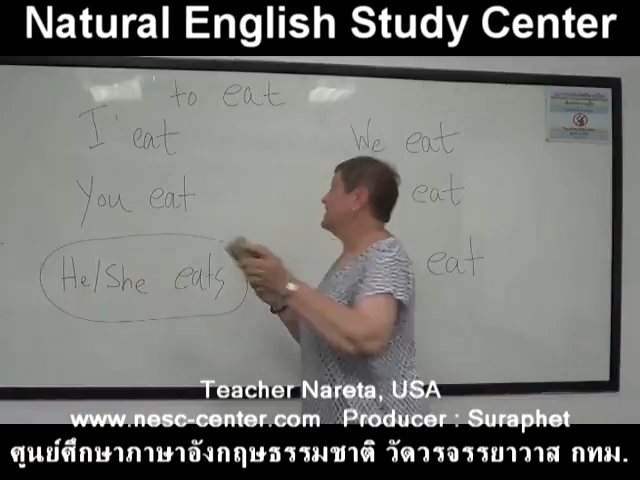 Natural English Study Center
to eat
I eat
We eat
you eat
eat
He/She eats
eat
Teacher Nareta, USA
www.nesc-center.com Producer : Suraphet
ศูนย์ศึกษาภาษาอังกฤษธรรมชาติ วัดวรจรรยาวาส กทม.